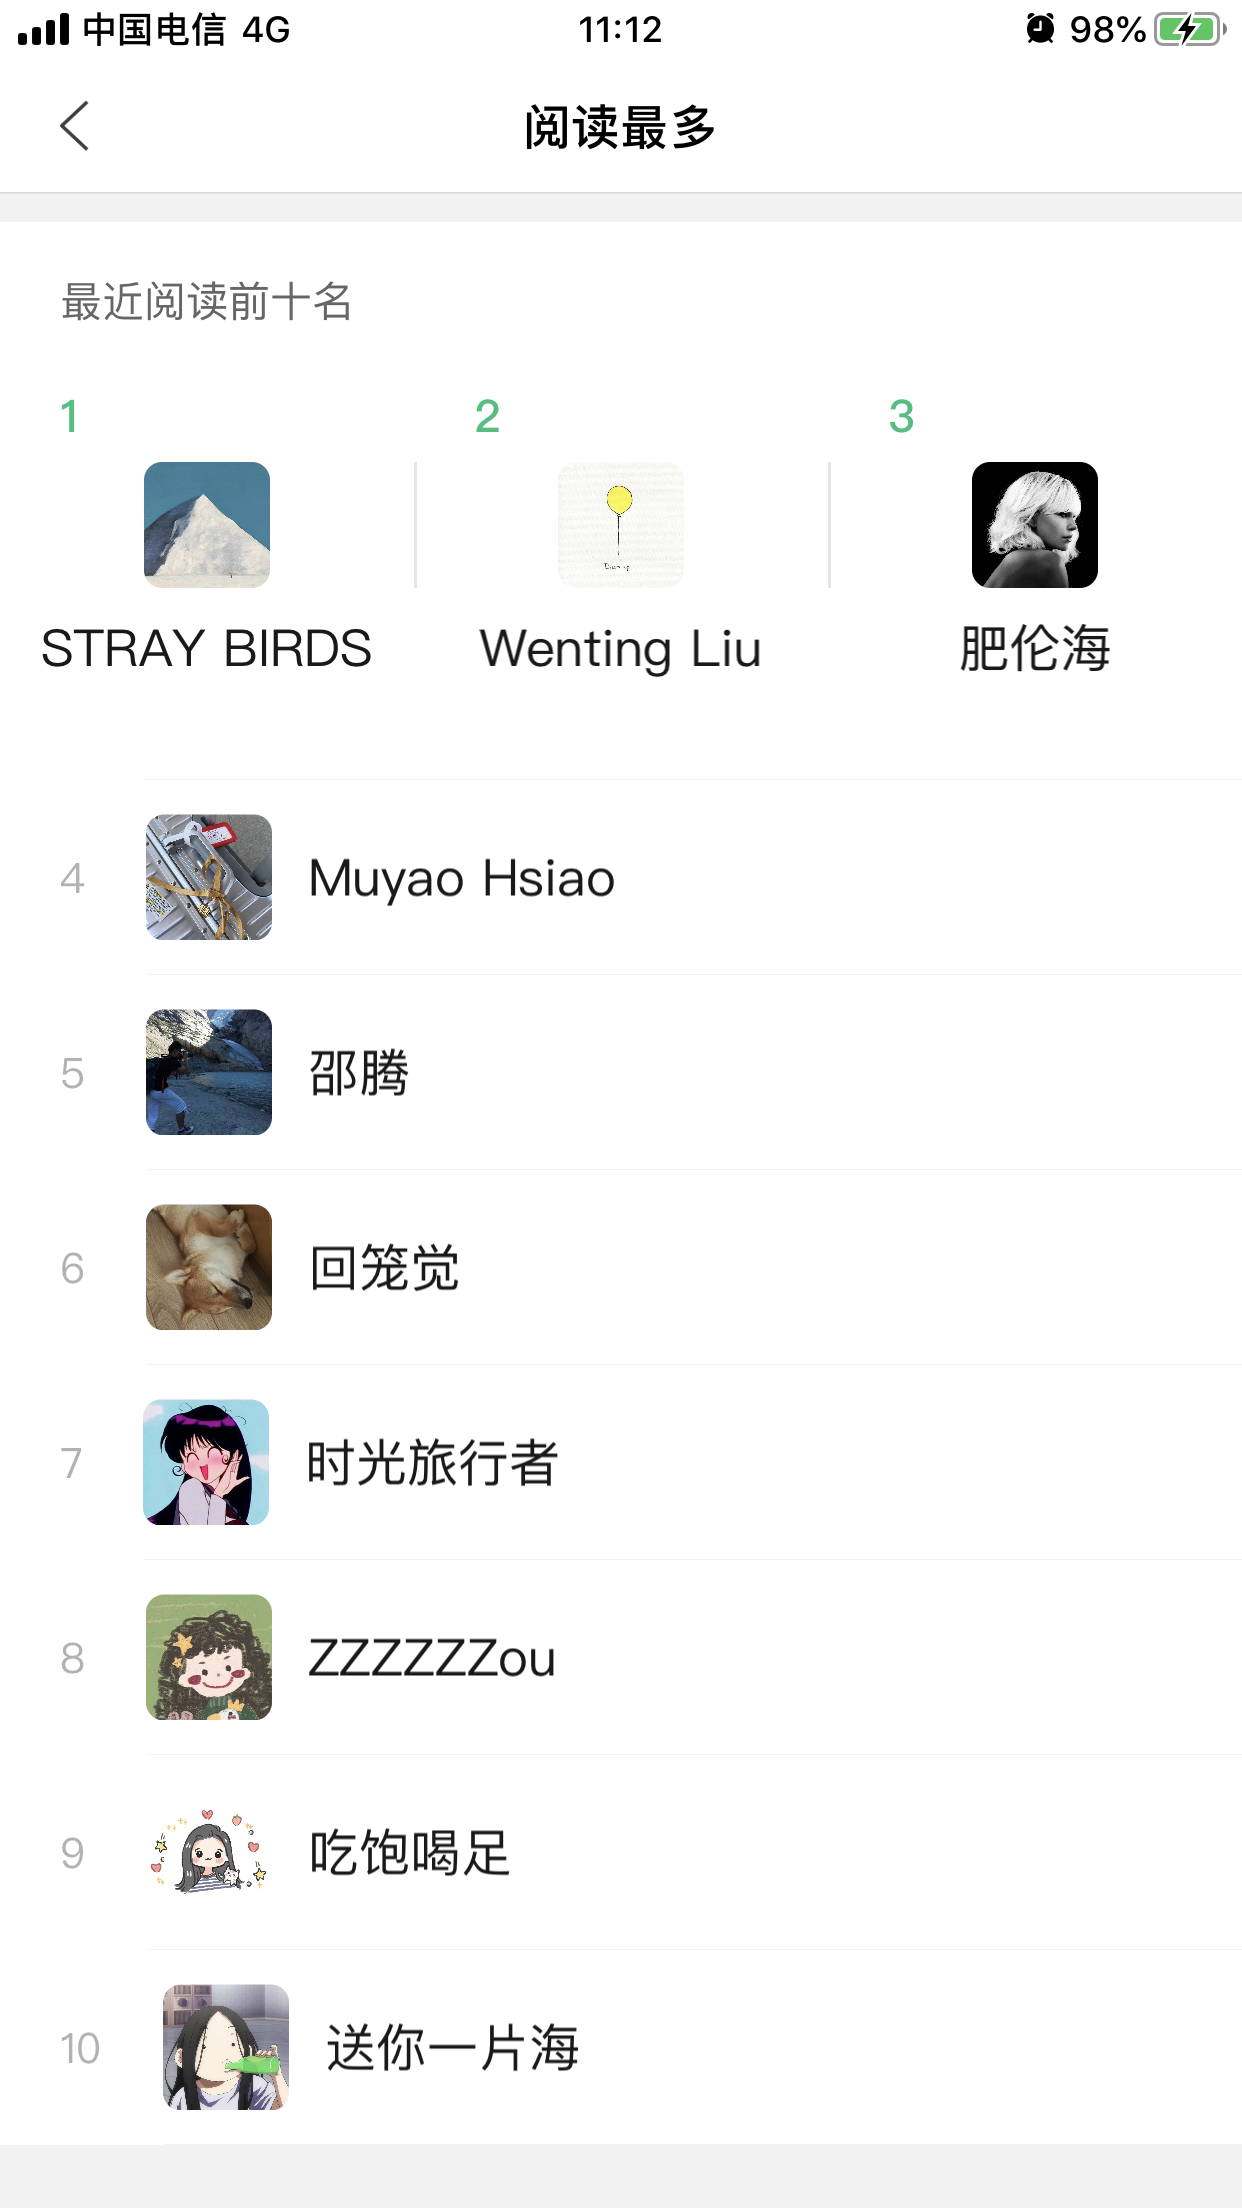 中国电信 4G 11:12 98%
阅读最多
最近阅读前十名
1 2 3
STRAY BIRDS Wenting Liu 肥伦海
4 Muyao Hsiao
5 邵腾
6 回笼觉
7 时光旅行者
8 ZZZZZZou
9 吃饱喝足
10 送你一片海